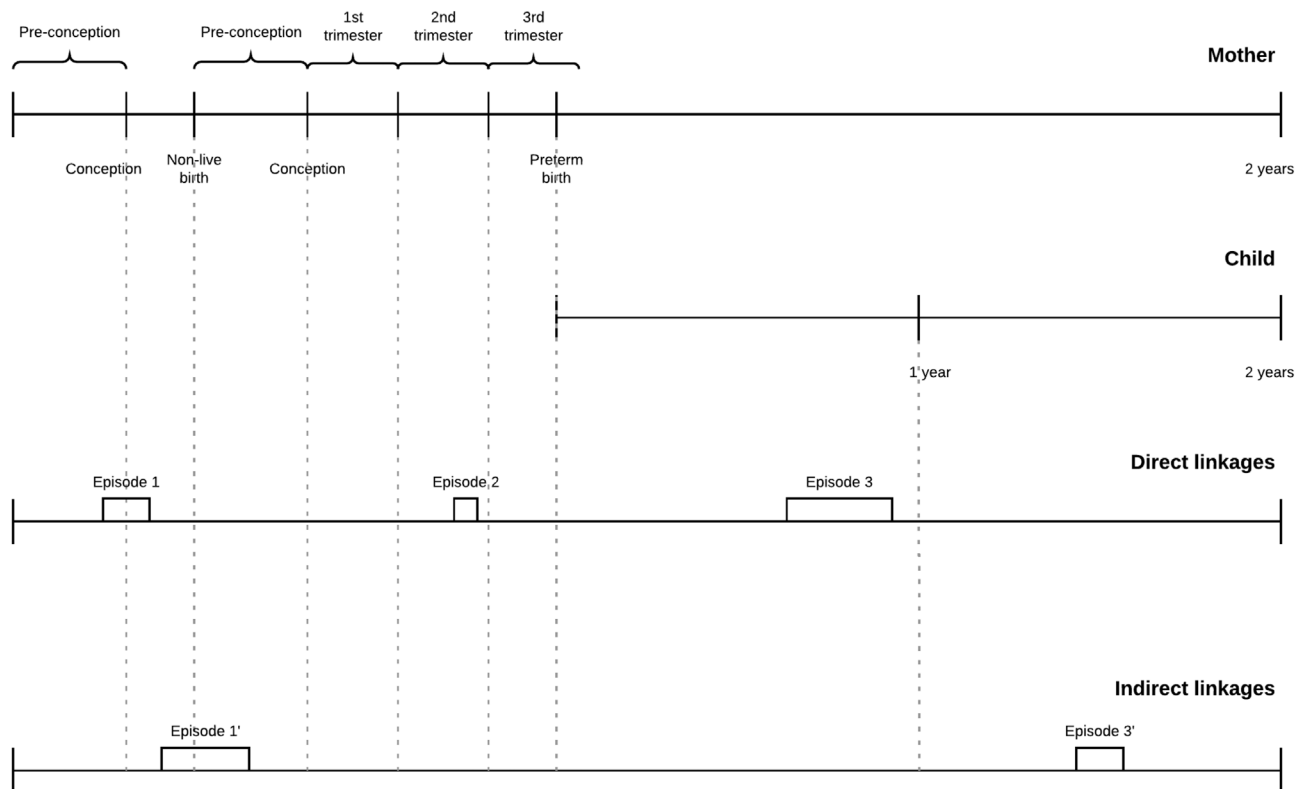 Pre-conception
Pre-conception
1st
trimester
2nd
trimester
3rd
trimester
Mother
Conception
Non-live
birth
Conception
Preterm
birth
2 years
Child
1 year
2 years
Direct linkages
Episode 1
Episode 2
Episode 3
Indirect linkages
Episode 1'
Episode 3'